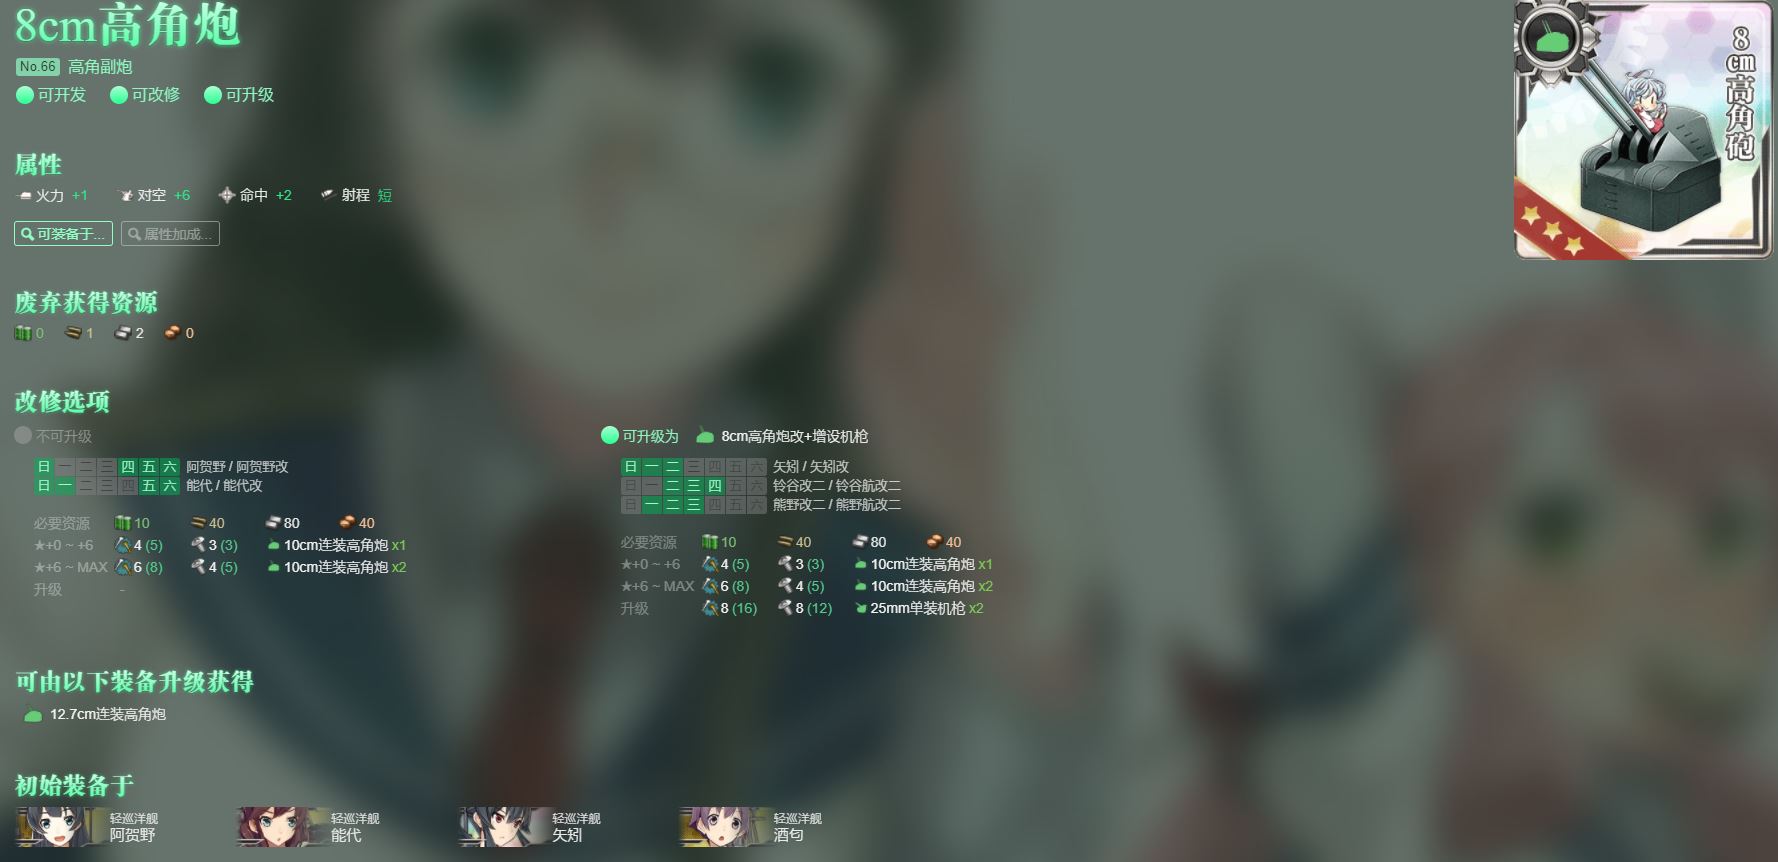 8cm高角炮
No.66 高角副炮
可开发 可改修 可升级
8cm高角砲
属性
火力 +1 对空 +6 命中 +2 射程 短
可装备于... 属性加成...
废弃获得资源
0 1 2 0
改修选项
不可升级
日 一 二 三 四 五 六 阿贺野 / 阿贺野改
日 一 二 三 四 五 六 能代 / 能代改
必要资源 10 40 80 40
★+0 ~ +6 4 (5) 3 (3) 10cm连装高角炮 x1
★+6 ~ MAX 6 (8) 4 (5) 10cm连装高角炮 x2
升级 -
可升级为 8cm高角炮改+增设机枪
日 一 二 三 四 五 六 矢矧 / 矢矧改
日 一 二 三 四 五 六 铃谷改二 / 铃谷航改二
日 一 二 三 四 五 六 熊野改二 / 熊野航改二
必要资源 10 40 80 40
★+0 ~ +6 4 (5) 3 (3) 10cm连装高角炮 x1
★+6 ~ MAX 6 (8) 4 (5) 10cm连装高角炮 x2
升级 8 (16) 8 (12) 25mm单装机枪 x2
可由以下装备升级获得
12.7cm连装高角炮
初始装备于
轻巡洋舰 轻巡洋舰 轻巡洋舰 轻巡洋舰
阿贺野 能代 矢矧 酒匂